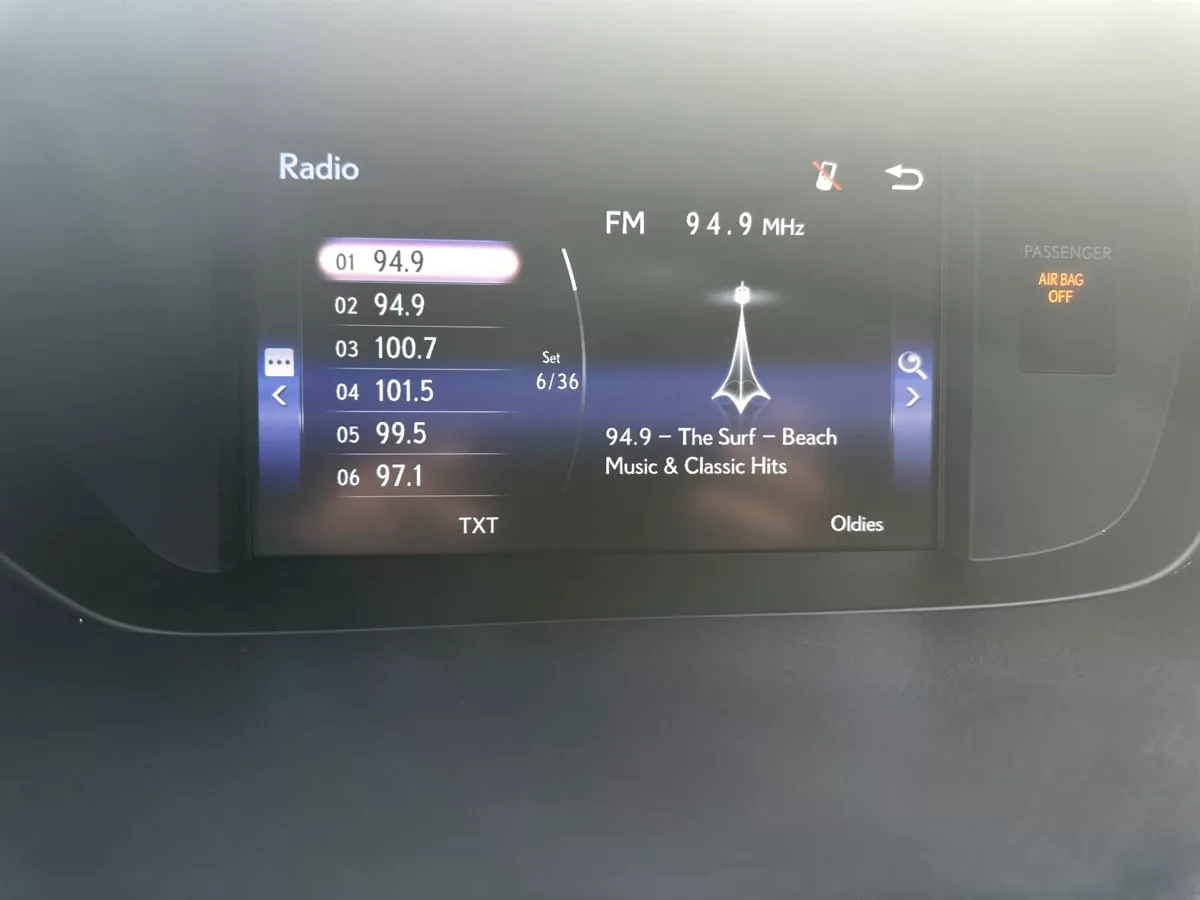 Radio
FM 94.9 MHz
01 94.9
02 94.9
03 100.7
04 101.5
05 99.5
06 97.1
Set
6/36
94.9 – The Surf – Beach
Music & Classic Hits
TXT
Oldies
PASSENGER
AIR BAG
OFF